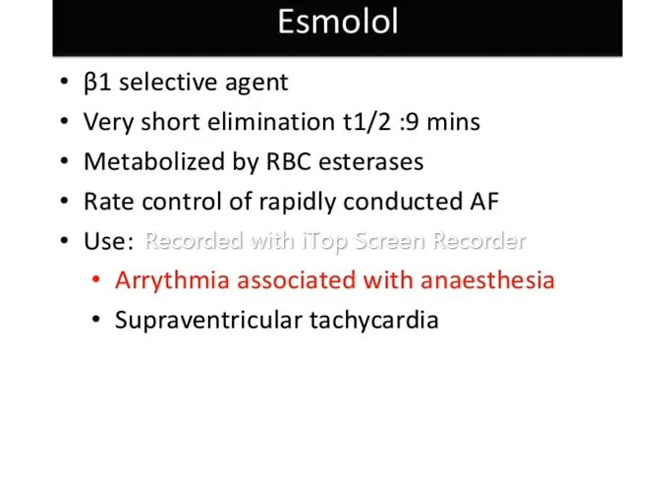 Esmolol
• β1 selective agent
• Very short elimination t1/2 :9 mins
• Metabolized by RBC esterases
• Rate control of rapidly conducted AF
• Use: Recorded with iTop Screen Recorder
• Arrythmia associated with anaesthesia
• Supraventricular tachycardia